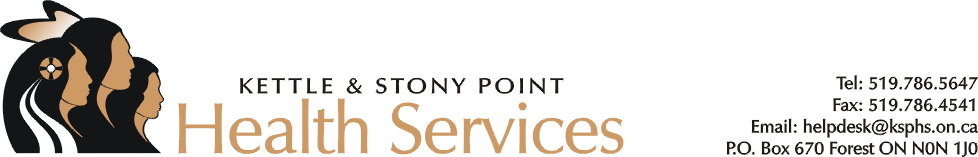 KETTLE & STONY POINT
Health Services
Tel: 519.786.5647
Fax: 519.786.4541
Email: helpdesk@ksphs.on.ca
P.O. Box 670 Forest ON N0N 1J0